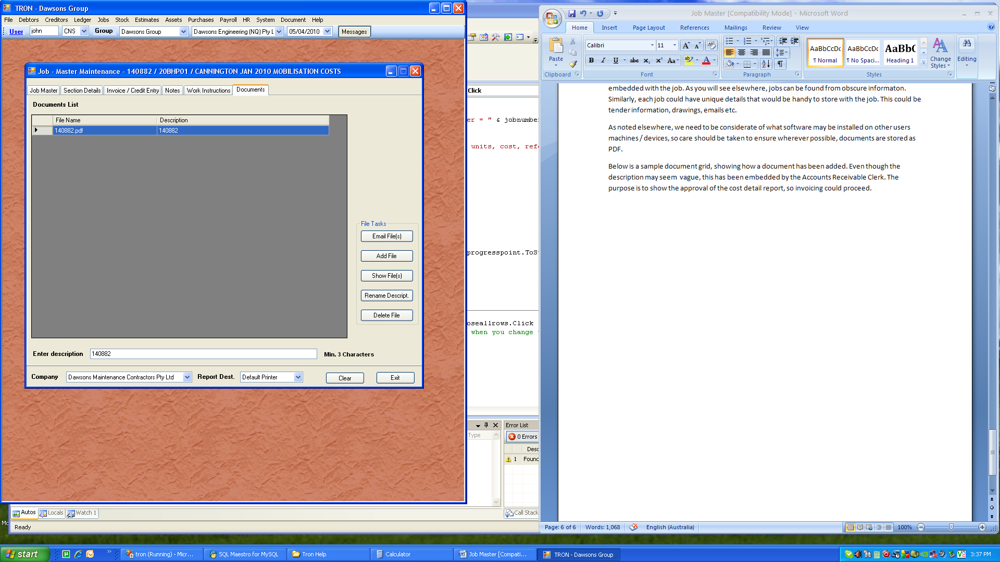 TRON - Dawsons Group
File Debtors Creditors Ledger Jobs Stock Estimates Assets Purchases Payroll HR System Document Help
User john CNS Group Dawsons Group Dawsons Engineering (NQ) Pty L 05/04/2010 Messages
Job - Master Maintenance - 140882 / 20BHP01 / CANNINGTON JAN 2010 MOBILISATION COSTS
Job Master Section Details Invoice / Credit Entry Notes Work Instructions Documents
Documents List
File Name Description
140882.pdf 140882
File Tasks
Email File(s)
Add File
Show File(s)
Rename Descript.
Delete File
Enter description 140882 Min. 3 Characters
Company Dawsons Maintenance Contractors Pty Ltd Report Dest. Default Printer Clear Exit
Click
er = " & jobnumber
units, cost, refe
progresspoint.ToSt
oseallrows.Click
when you change
Type
Error List
0 Errors
Desc
1 Found
Autos Locals Watch 1
Call Stack
Ready
Job Master [Compatibility Mode] - Microsoft Word
Home Insert Page Layout References Mailings Review View
Calibri 11
Paste
B I U abc x₂ x² Aa
AaBbCcDc AaBbCcDc AaBbC
¶ Normal ¶ No Spaci... Heading 1
Change Styles
Editing
Clipboard Font Paragraph Styles
embedded with the job. As you will see elsewhere, jobs can be found from obscure informaton.
Similarly, each job could have unique details that would be handy to store with the job. This could be
tender information, drawings, emails etc.
As noted elsewhere, we need to be considerate of what software may be installed on other users
machines / devices, so care should be taken to ensure wherever possible, documents are stored as
PDF.
Below is a sample document grid, showing how a document has been added. Even though the
description may seem vague, this has been embedded by the Accounts Receivable Clerk. The
purpose is to show the approval of the cost detail report, so invoicing could proceed.
Page: 6 of 6 Words: 1,068 English (Australia) 100%
Mo
start tron (Running) - Micr... SQL Maestro for MySQL Tron Help Calculator Job Master [Compati... TRON - Dawsons Group 3:37 PM